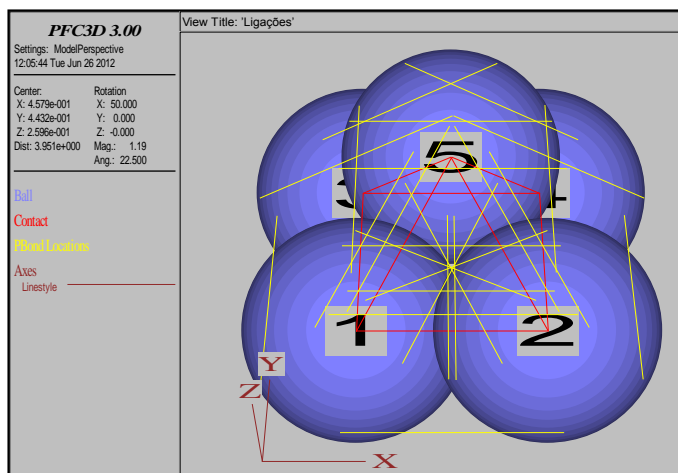 PFC3D 3.00
Settings: ModelPerspective
12:05:44 Tue Jun 26 2012
Center:
X: 4.579e-001
Y: 4.432e-001
Z: 2.596e-001
Dist: 3.951e+000
Rotation
X: 50.000
Y: 0.000
Z: -0.000
Mag.: 1.19
Ang.: 22.500
Ball
Contact
PBond Locations
Axes
Linestyle
View Title: 'Ligações'
5
3
4
1
2
Y
Z
X